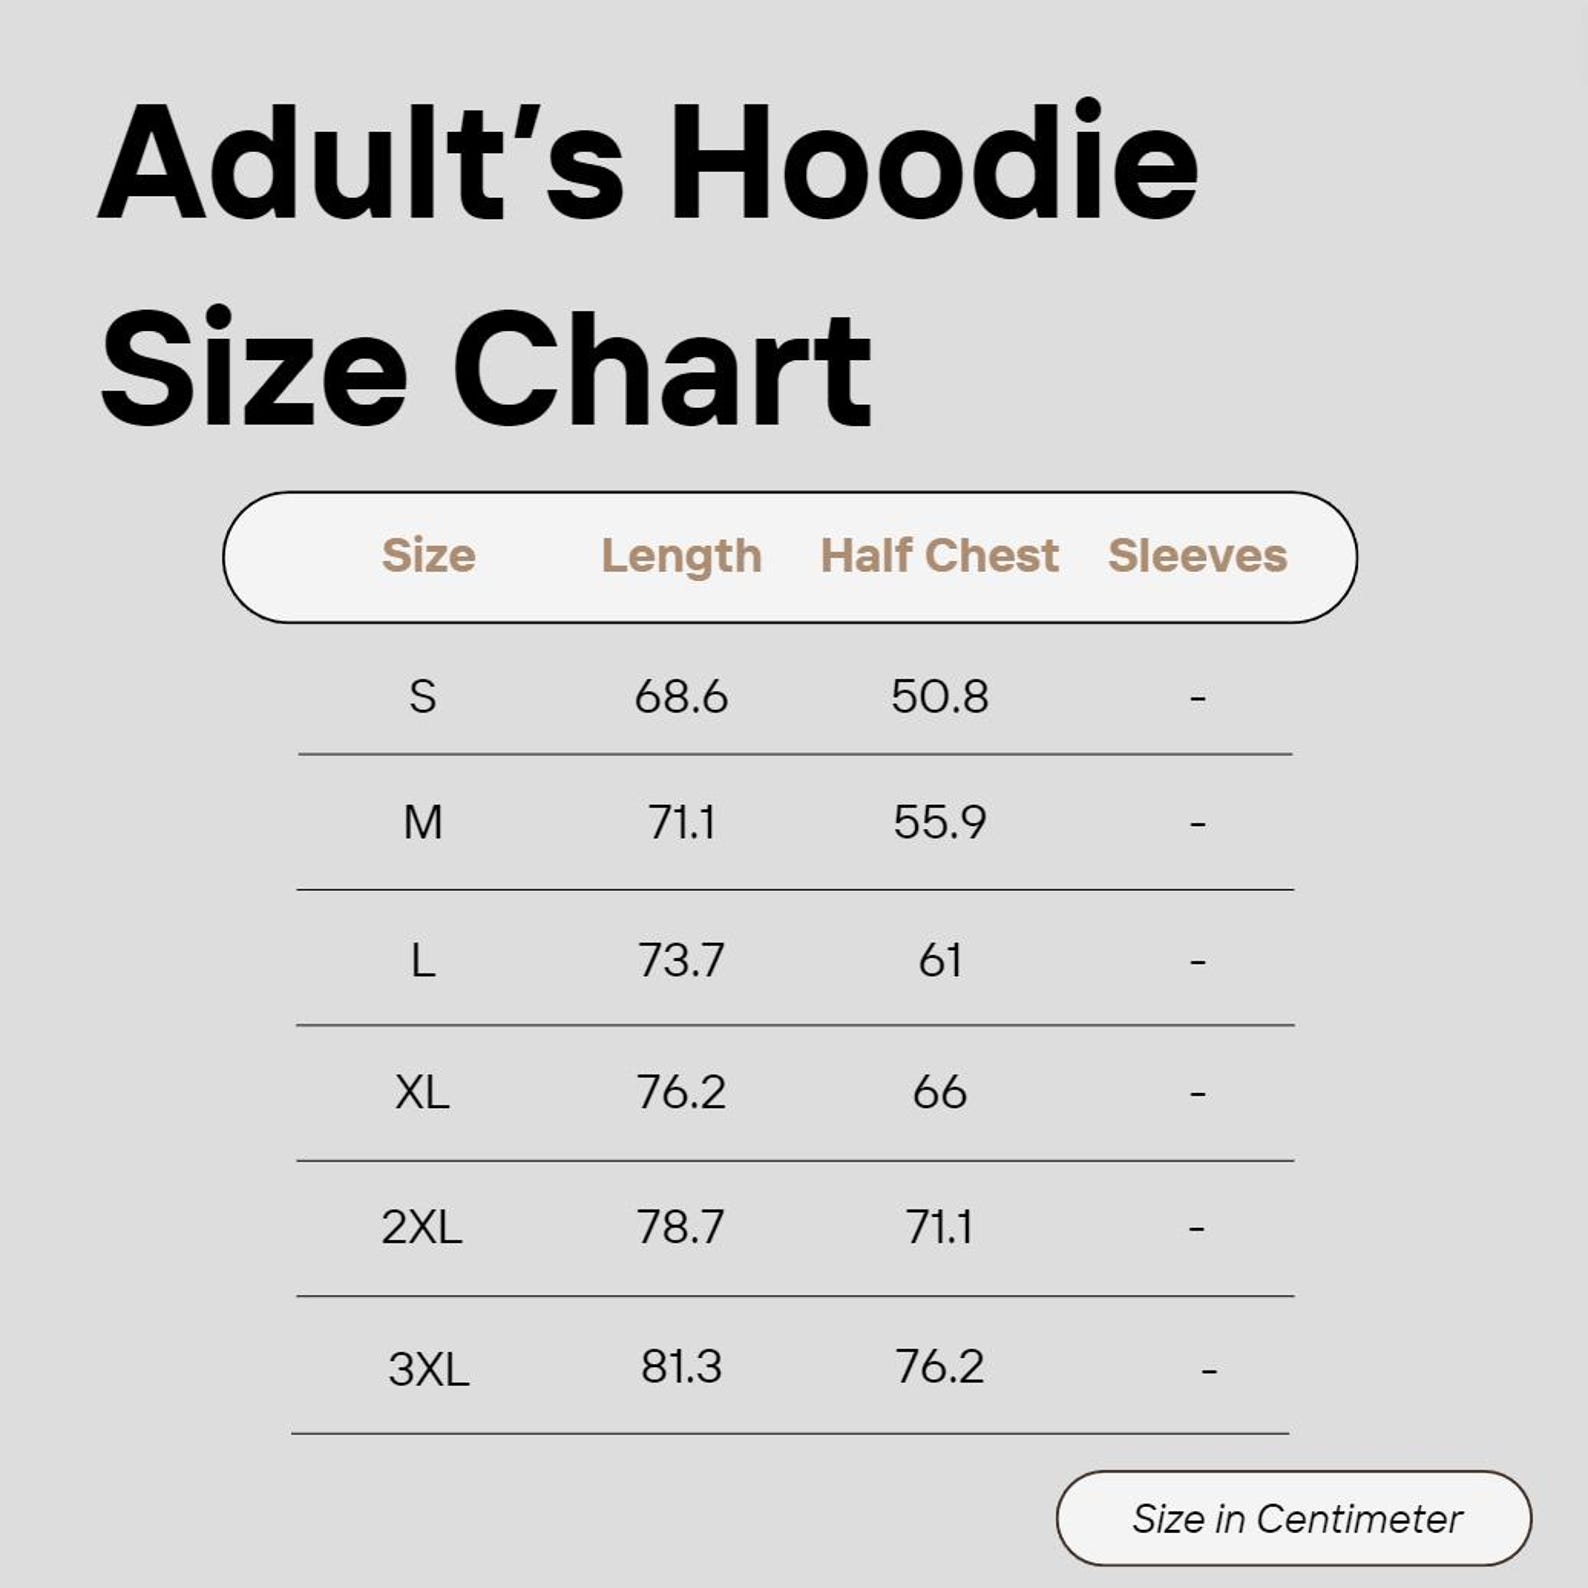 Adult’s Hoodie
Size Chart
Size Length Half Chest Sleeves
S 68.6 50.8 -
M 71.1 55.9 -
L 73.7 61 -
XL 76.2 66 -
2XL 78.7 71.1 -
3XL 81.3 76.2 -
Size in Centimeter